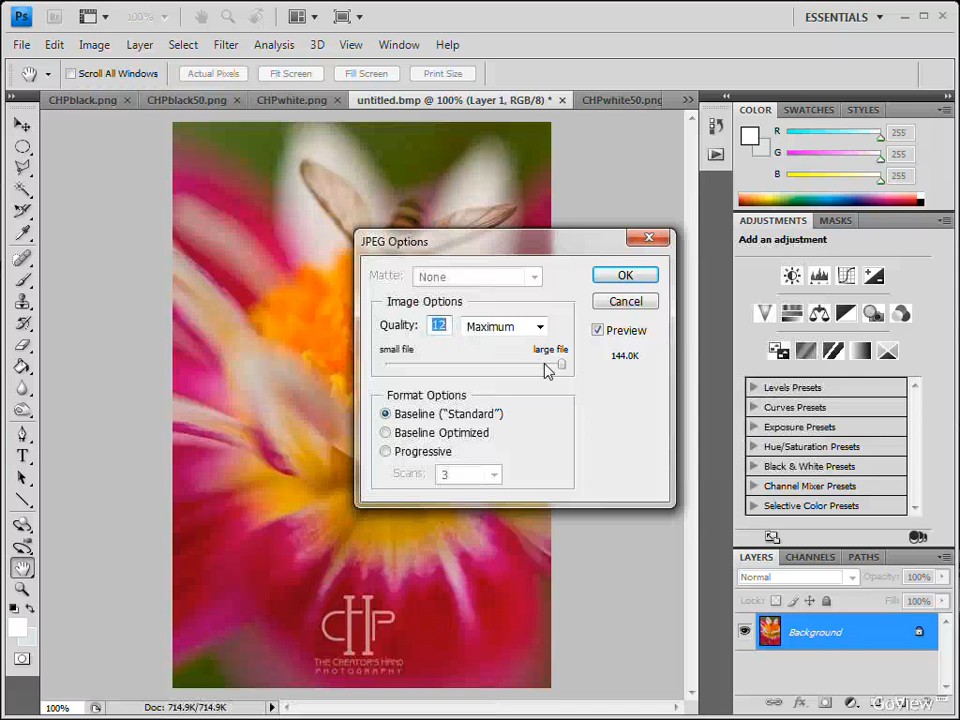 Ps Br 100% ESSENTIALS
File Edit Image Layer Select Filter Analysis 3D View Window Help
Scroll All Windows Actual Pixels Fit Screen Fill Screen Print Size
CHPblack.png × CHPblack50.png × CHPwhite.png × untitled.bmp @ 100% (Layer 1, RGB/8) * × CHPwhite50.png
COLOR SWATCHES STYLES
R 255
G 255
B 255
ADJUSTMENTS MASKS
Add an adjustment
Levels Presets
Curves Presets
Exposure Presets
Hue/Saturation Presets
Black & White Presets
Channel Mixer Presets
Selective Color Presets
LAYERS CHANNELS PATHS
Normal Opacity: 100%
Lock: Fill: 100%
Background
JPEG Options
Matte: None
OK
Image Options
Cancel
Quality: 12 Maximum
Preview
small file large file
144.0K
Format Options
Baseline ("Standard")
Baseline Optimized
Progressive
Scans: 3
CHP
THE CREATOR'S HAND
PHOTOGRAPHY
100% Doc: 714.9K/714.9K
GoView